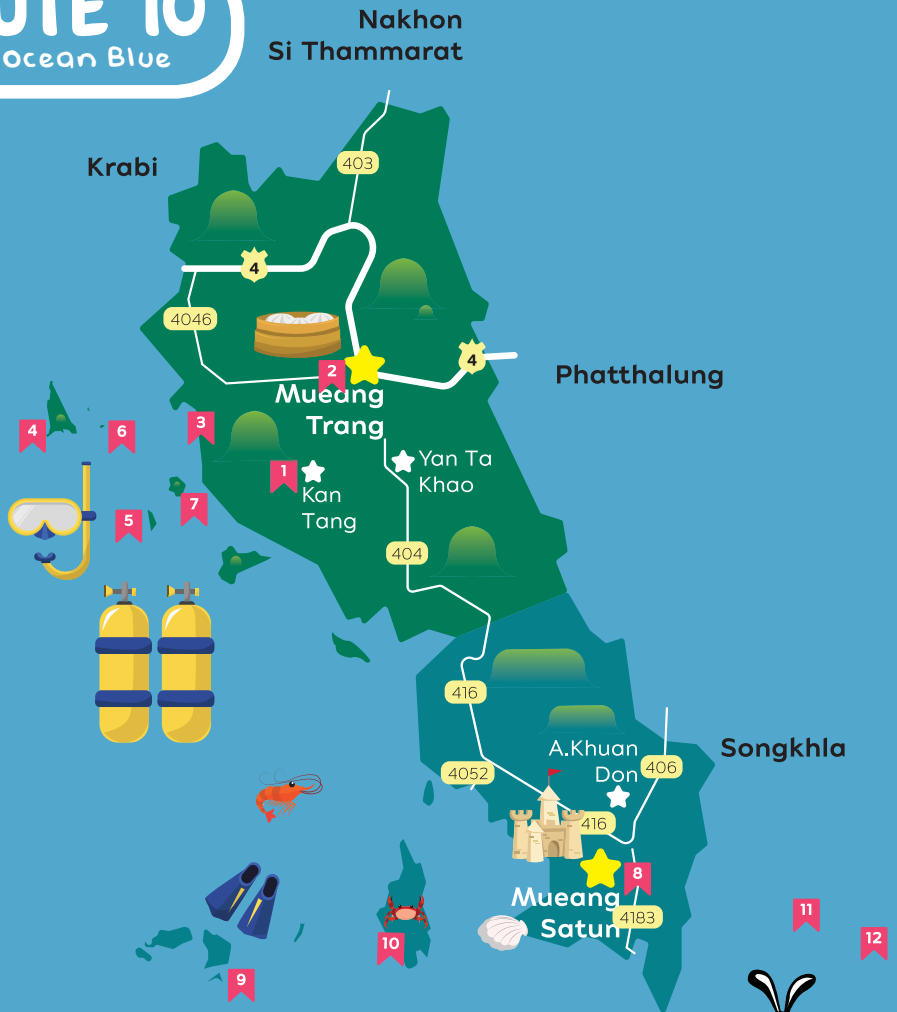 UTE 10
ocean Blue
Nakhon
Si Thammarat
Krabi
403
4
4046
4
Phatthalung
2
Mueang
Trang
3
4
6
1
Kan
Tang
Yan Ta
Khao
7
5
404
416
A.Khuan
Don
406
Songkhla
4052
416
8
Mueang
Satun
4183
11
12
10
9